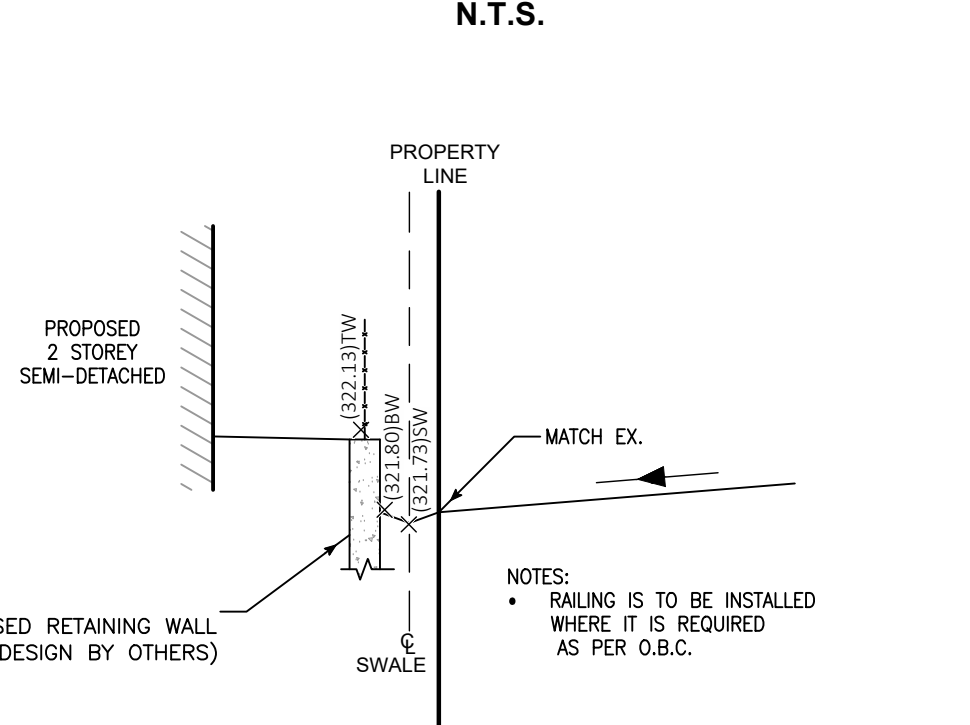 N.T.S.
PROPERTY
LINE
PROPOSED
2 STOREY
SEMI-DETACHED
(322.13)TW
(321.80)BW
(321.73)SW
MATCH EX.
NOTES:
• RAILING IS TO BE INSTALLED
WHERE IT IS REQUIRED
AS PER O.B.C.
SED RETAINING WALL
DESIGN BY OTHERS)
℄
SWALE